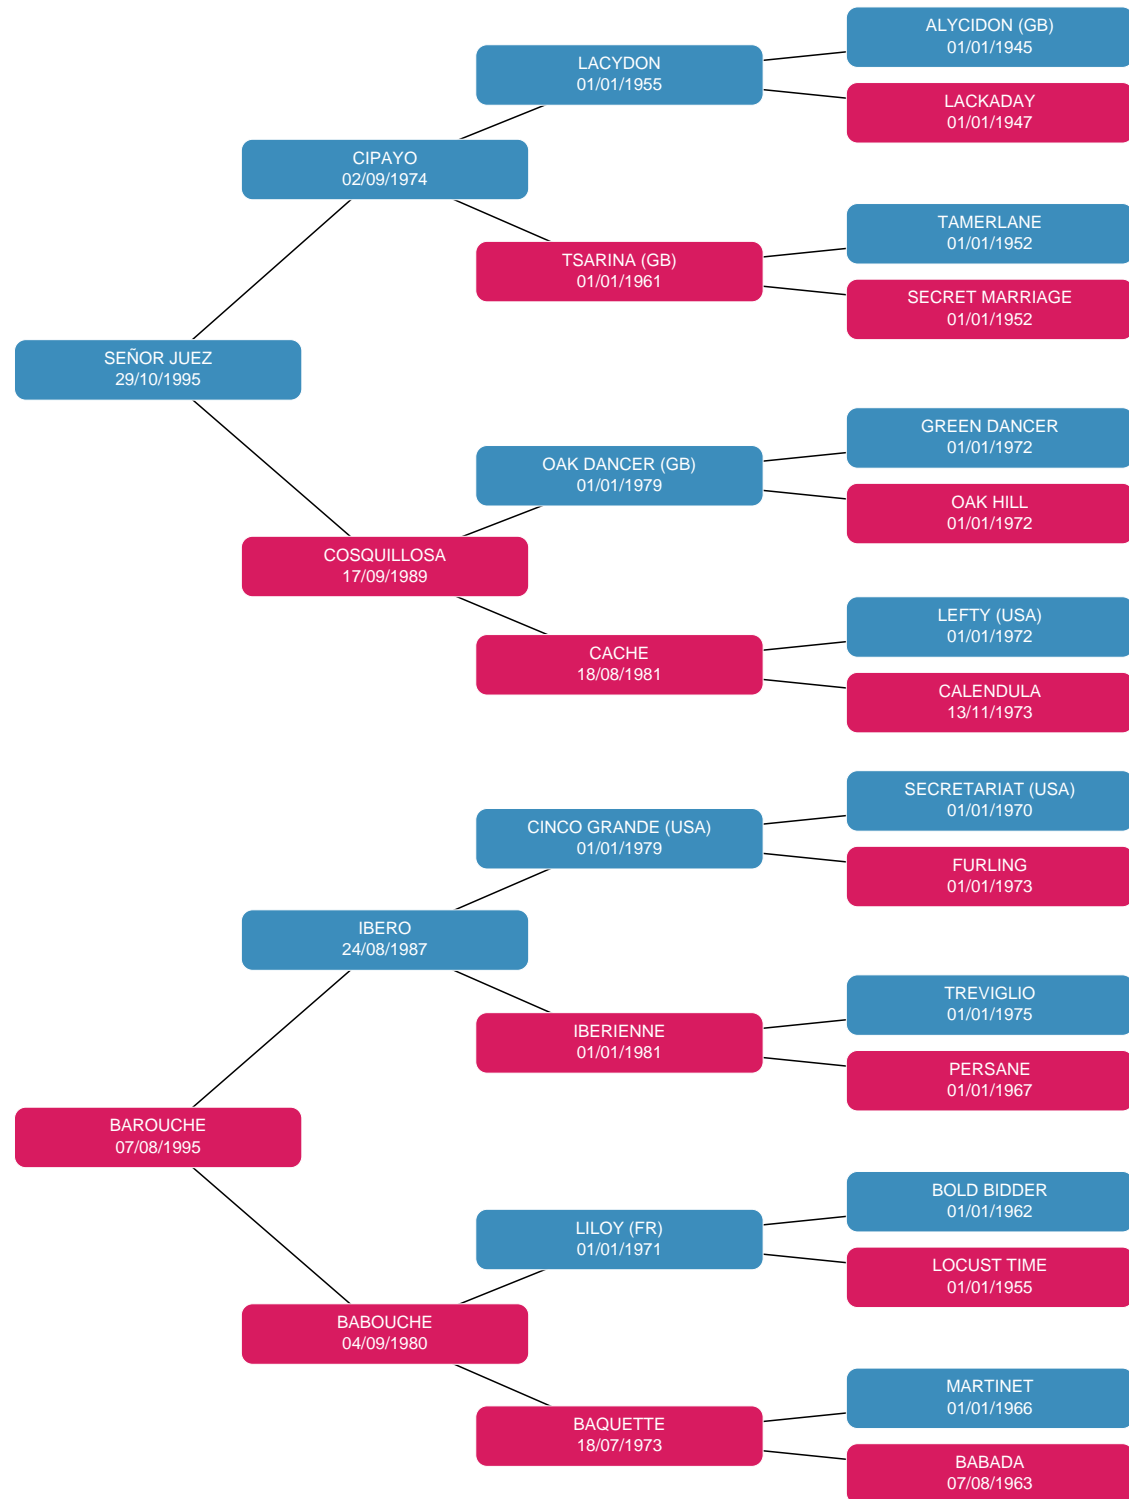 ALYCIDON (GB)
01/01/1945
LACYDON
01/01/1955
LACKADAY
01/01/1947
CIPAYO
02/09/1974
TAMERLANE
01/01/1952
TSARINA (GB)
01/01/1961
SECRET MARRIAGE
01/01/1952
SEÑOR JUEZ
29/10/1995
GREEN DANCER
01/01/1972
OAK DANCER (GB)
01/01/1979
OAK HILL
01/01/1972
COSQUILLOSA
17/09/1989
LEFTY (USA)
01/01/1972
CACHE
18/08/1981
CALENDULA
13/11/1973
SECRETARIAT (USA)
01/01/1970
CINCO GRANDE (USA)
01/01/1979
FURLING
01/01/1973
IBERO
24/08/1987
TREVIGLIO
01/01/1975
IBERIENNE
01/01/1981
PERSANE
01/01/1967
BAROUCHE
07/08/1995
BOLD BIDDER
01/01/1962
LILOY (FR)
01/01/1971
LOCUST TIME
01/01/1955
BABOUCHE
04/09/1980
MARTINET
01/01/1966
BAQUETTE
18/07/1973
BABADA
07/08/1963